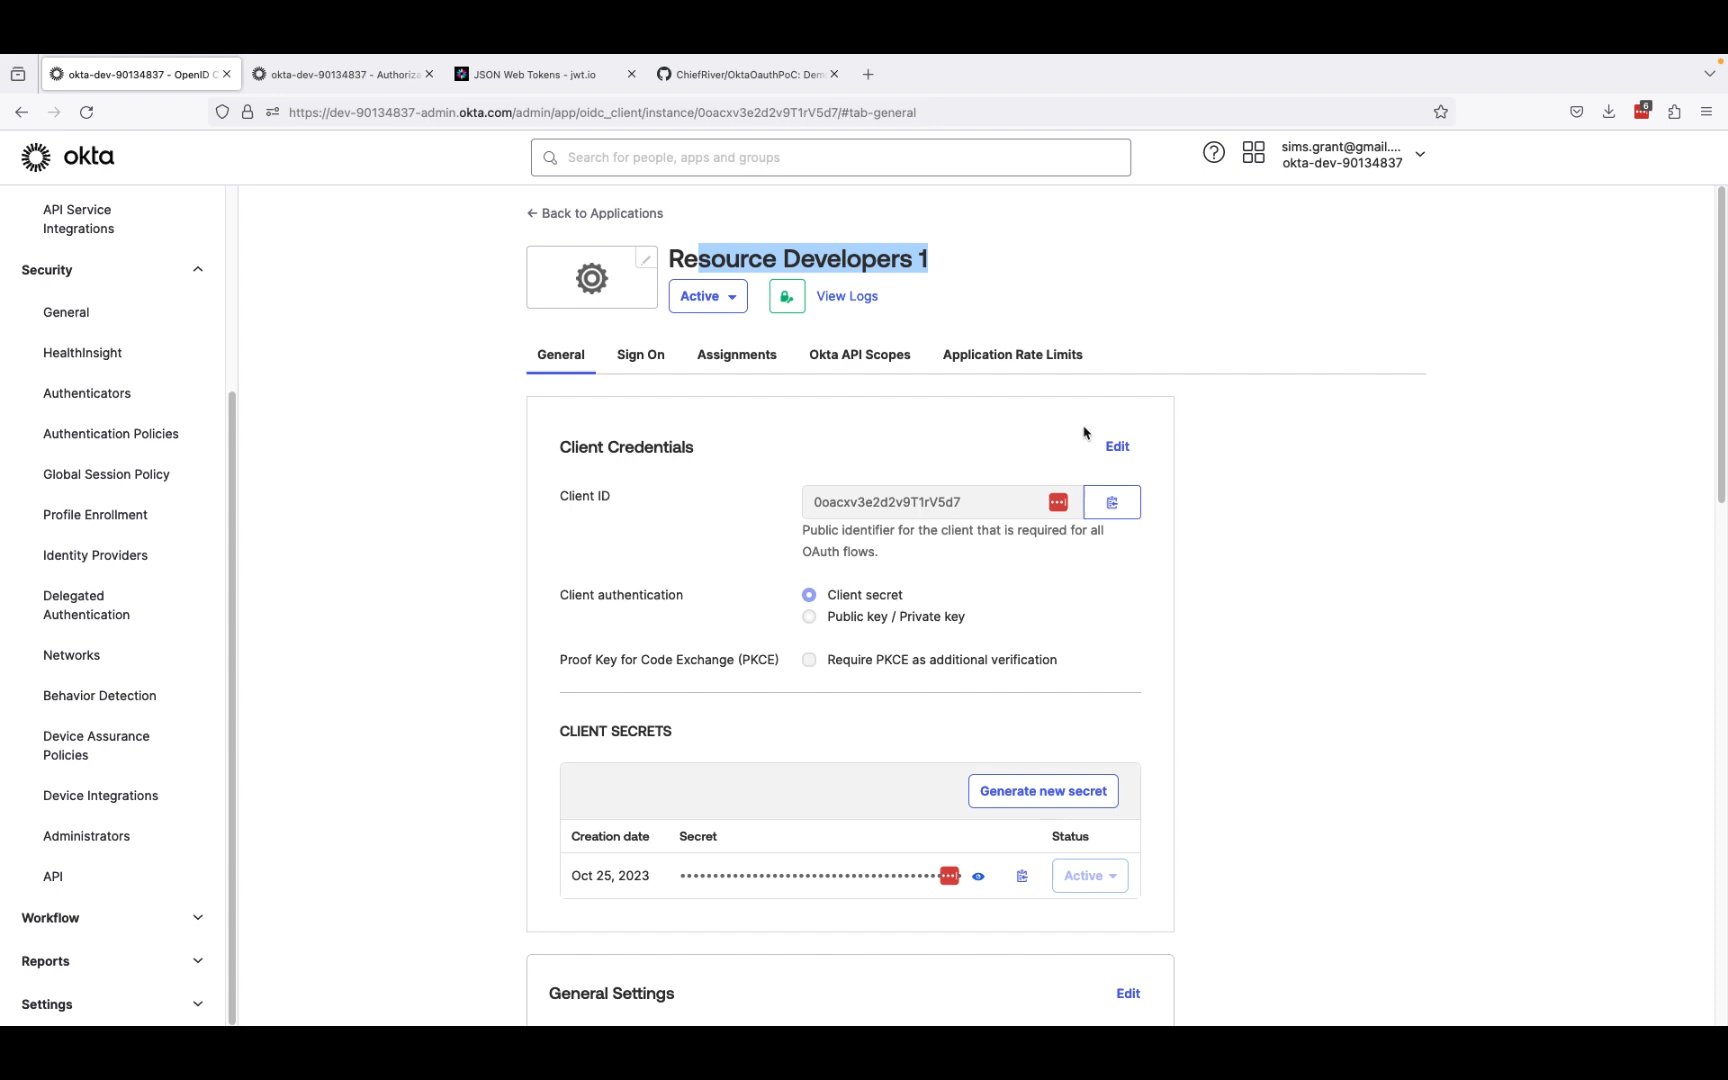 okta-dev-90134837 - OpenID C
okta-dev-90134837 - Authoriza
JSON Web Tokens - jwt.io
ChiefRiver/OktaOauthPoC: Dem
https://dev-90134837-admin.okta.com/admin/app/oidc_client/instance/0oacxv3e2d2v9T1rV5d7/#tab-general
6
okta
Search for people, apps and groups
sims.grant@gmail....
okta-dev-90134837
API Service
Integrations
Security
General
HealthInsight
Authenticators
Authentication Policies
Global Session Policy
Profile Enrollment
Identity Providers
Delegated
Authentication
Networks
Behavior Detection
Device Assurance
Policies
Device Integrations
Administrators
API
Workflow
Reports
Settings
← Back to Applications
Resource Developers 1
Active
View Logs
General
Sign On
Assignments
Okta API Scopes
Application Rate Limits
Client Credentials
Edit
Client ID
0oacxv3e2d2v9T1rV5d7
Public identifier for the client that is required for all
OAuth flows.
Client authentication
Client secret
Public key / Private key
Proof Key for Code Exchange (PKCE)
Require PKCE as additional verification
CLIENT SECRETS
Generate new secret
Creation date
Secret
Status
Oct 25, 2023
••••••••••••••••••••••••••••••••••••••••
Active
General Settings
Edit